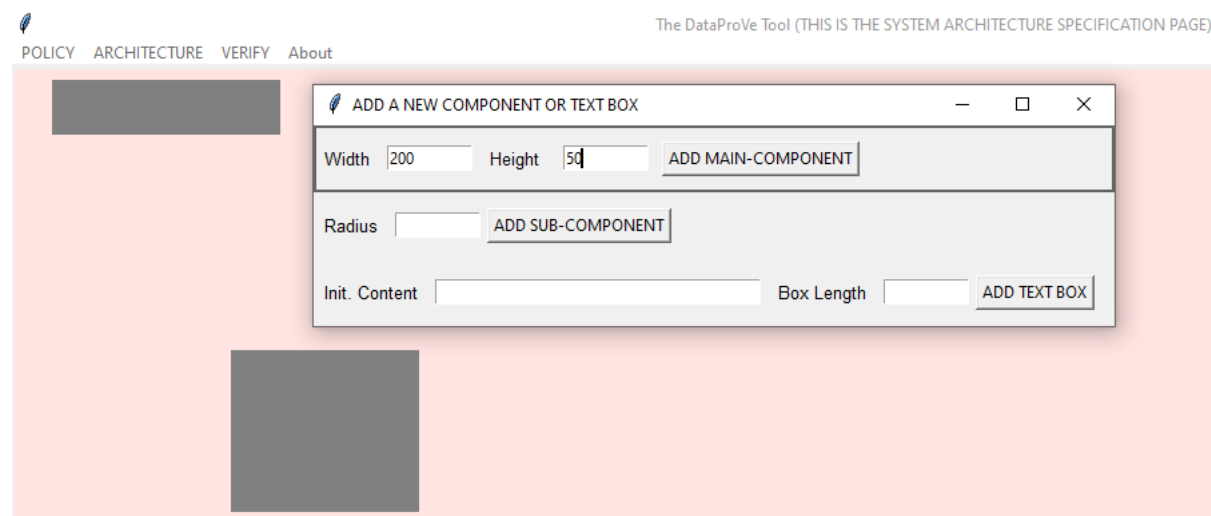 The DataProVe Tool (THIS IS THE SYSTEM ARCHITECTURE SPECIFICATION PAGE)
POLICY ARCHITECTURE VERIFY About
ADD A NEW COMPONENT OR TEXT BOX
Width 200 Height 50 ADD MAIN-COMPONENT
Radius ADD SUB-COMPONENT
Init. Content Box Length ADD TEXT BOX